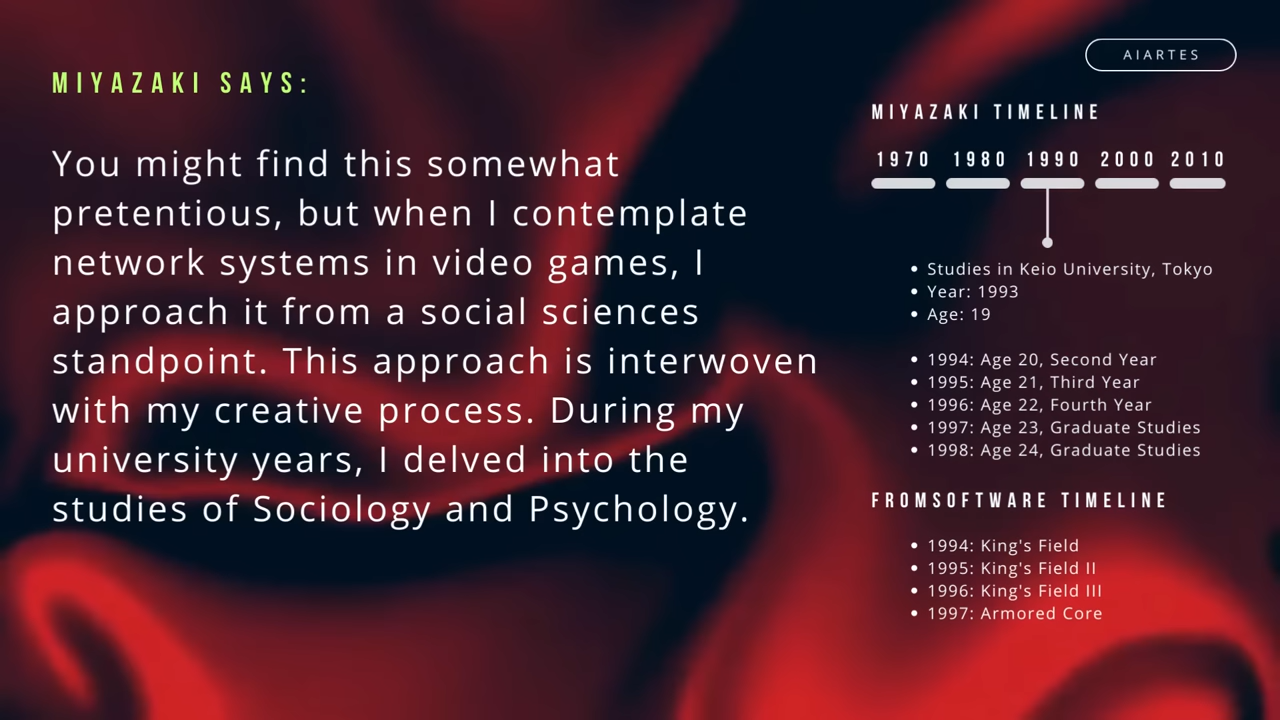 MIYAZAKI SAYS:
You might find this somewhat
pretentious, but when I contemplate
network systems in video games, I
approach it from a social sciences
standpoint. This approach is interwoven
with my creative process. During my
university years, I delved into the
studies of Sociology and Psychology.
AIARTES
MIYAZAKI TIMELINE
1970 1980 1990 2000 2010
• Studies in Keio University, Tokyo
• Year: 1993
• Age: 19
• 1994: Age 20, Second Year
• 1995: Age 21, Third Year
• 1996: Age 22, Fourth Year
• 1997: Age 23, Graduate Studies
• 1998: Age 24, Graduate Studies
FROMSOFTWARE TIMELINE
• 1994: King's Field
• 1995: King's Field II
• 1996: King's Field III
• 1997: Armored Core